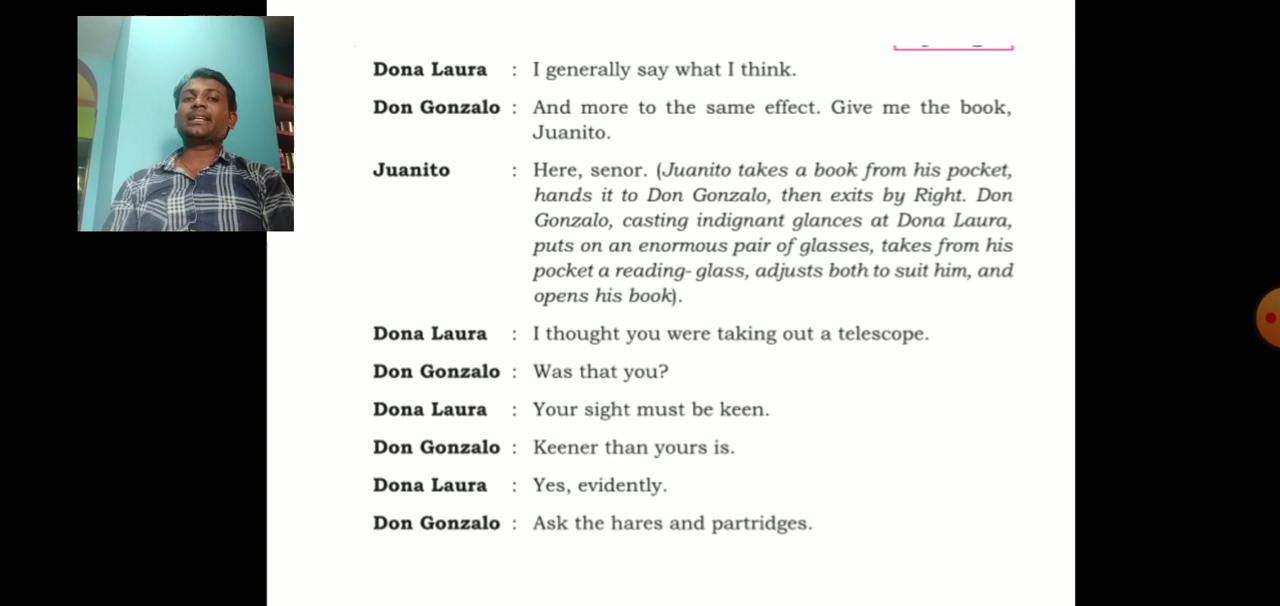 Dona Laura : I generally say what I think.
Don Gonzalo : And more to the same effect. Give me the book,
Juanito.
Juanito : Here, senor. (Juanito takes a book from his pocket,
hands it to Don Gonzalo, then exits by Right. Don
Gonzalo, casting indignant glances at Dona Laura,
puts on an enormous pair of glasses, takes from his
pocket a reading- glass, adjusts both to suit him, and
opens his book).
Dona Laura : I thought you were taking out a telescope.
Don Gonzalo : Was that you?
Dona Laura : Your sight must be keen.
Don Gonzalo : Keener than yours is.
Dona Laura : Yes, evidently.
Don Gonzalo : Ask the hares and partridges.